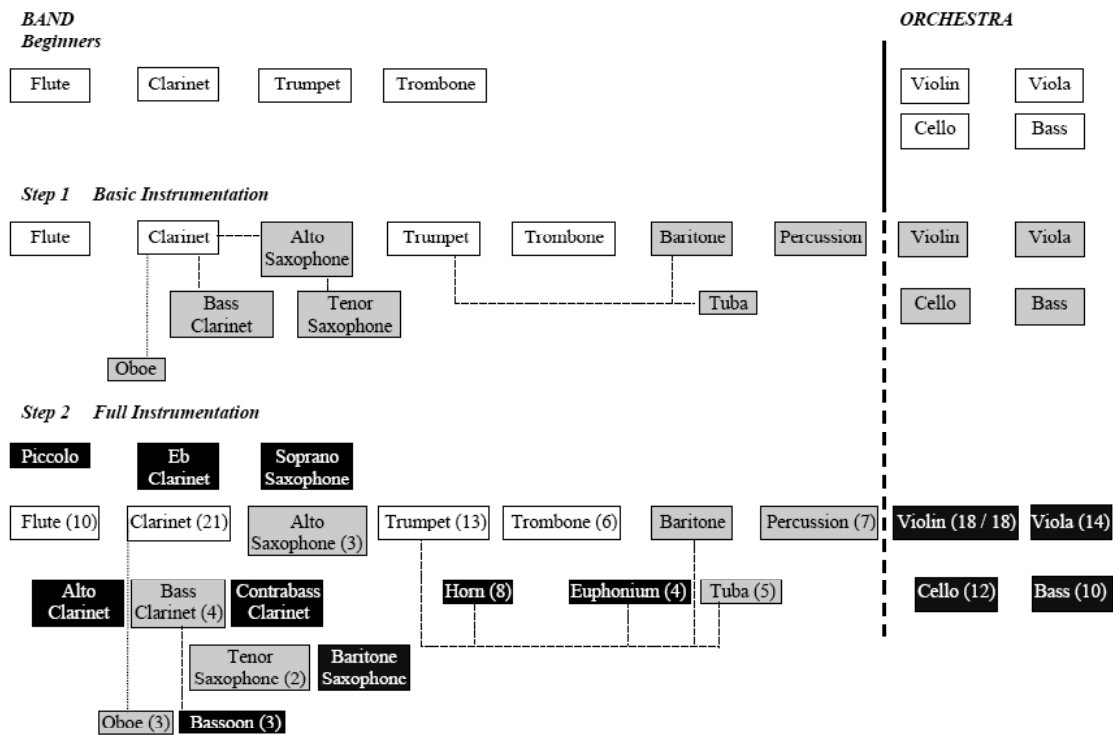 BAND
Beginners
ORCHESTRA
Flute
Clarinet
Trumpet
Trombone
Violin
Viola
Cello
Bass
Step 1 Basic Instrumentation
Flute
Clarinet
Alto
Saxophone
Trumpet
Trombone
Baritone
Percussion
Violin
Viola
Bass
Clarinet
Tenor
Saxophone
Tuba
Cello
Bass
Oboe
Step 2 Full Instrumentation
Piccolo
Eb
Clarinet
Soprano
Saxophone
Flute (10)
Clarinet (21)
Alto
Saxophone (3)
Trumpet (13)
Trombone (6)
Baritone
Percussion (7)
Violin (18 / 18)
Viola (14)
Alto
Clarinet
Bass
Clarinet (4)
Contrabass
Clarinet
Horn (8)
Euphonium (4)
Tuba (5)
Cello (12)
Bass (10)
Tenor
Saxophone (2)
Baritone
Saxophone
Oboe (3)
Bassoon (3)